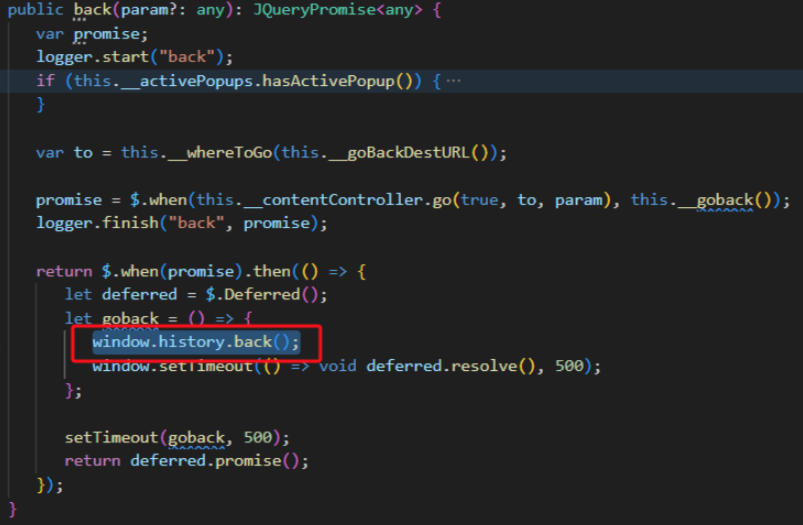 public back(param?: any): JQueryPromise<any> {
var promise;
logger.start("back");
if (this.__activePopups.hasActivePopup()) { ...
}
var to = this.__whereToGo(this.__goBackDestURL());
promise = $.when(this.__contentController.go(true, to, param), this.__goback());
logger.finish("back", promise);
return $.when(promise).then(() => {
let deferred = $.Deferred();
let goback = () => {
window.history.back();
window.setTimeout(() => void deferred.resolve(), 500);
};
setTimeout(goback, 500);
return deferred.promise();
});
}